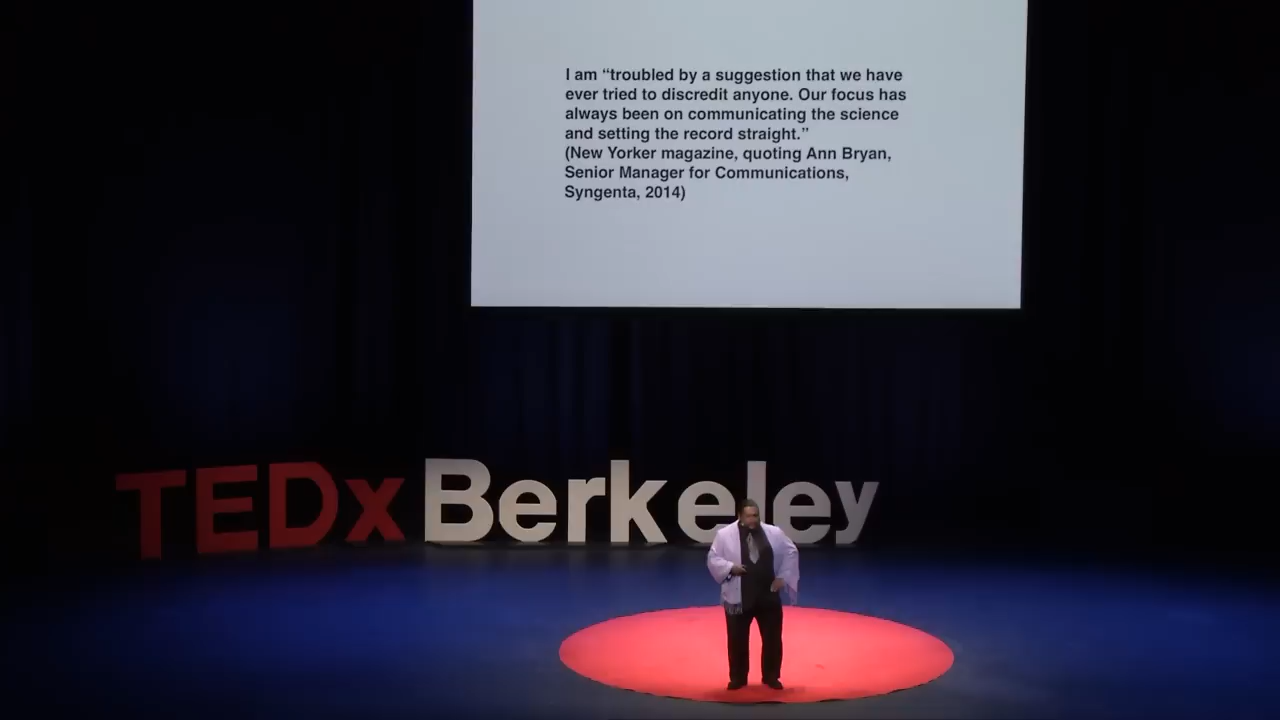 I am “troubled by a suggestion that we have
ever tried to discredit anyone. Our focus has
always been on communicating the science
and setting the record straight.”
(New Yorker magazine, quoting Ann Bryan,
Senior Manager for Communications,
Syngenta, 2014)
TEDxBerkeley